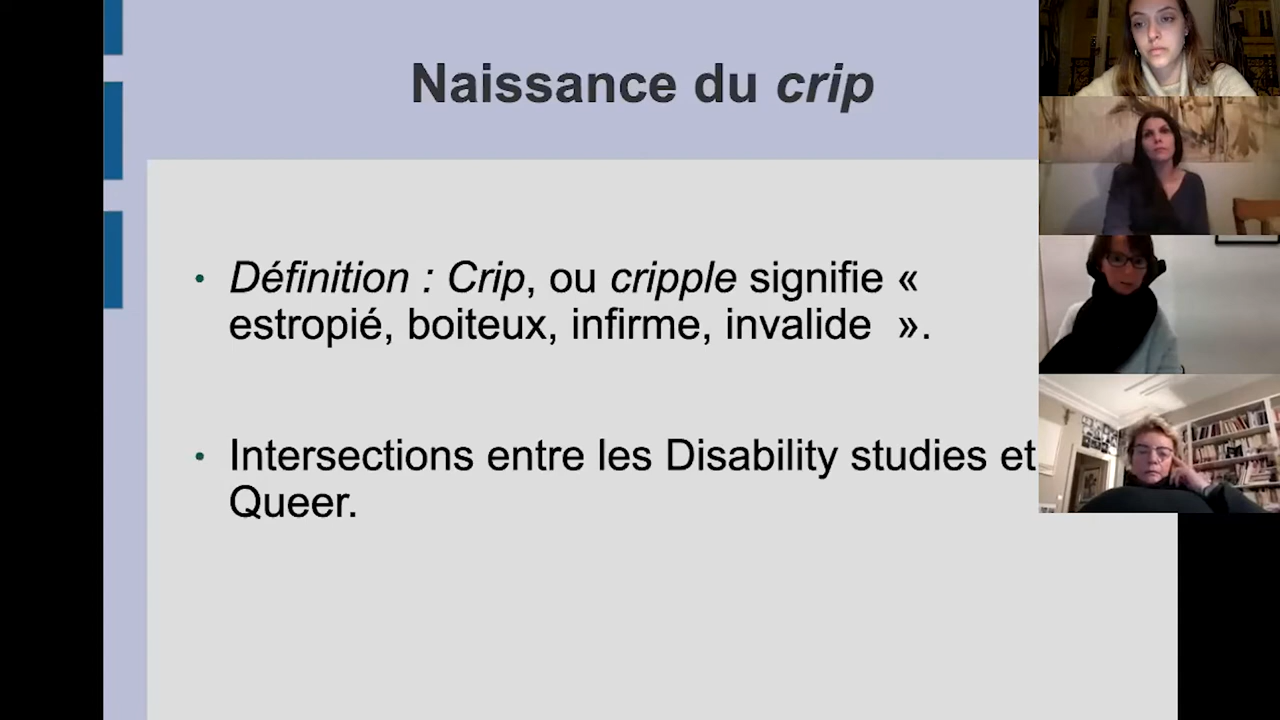 Naissance du crip
• Définition : Crip, ou cripple signifie «
estropié, boiteux, infirme, invalide  ».
• Intersections entre les Disability studies et
Queer.